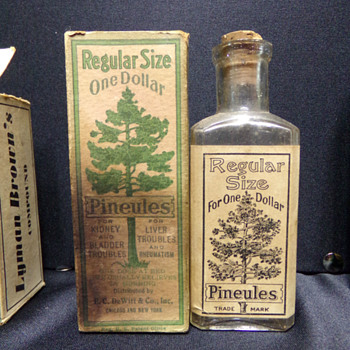 Lyman Brown's
Regular Size
One Dollar
Pineules
FOR
KIDNEY
AND
BLADDER
TROUBLES
FOR
LIVER
TROUBLES
AND
RHEUMATISM
E. C. DeWitt & Co., Inc.
CHICAGO AND NEW YORK
Regular
Size
For One Dollar
Pineules
TRADE MARK